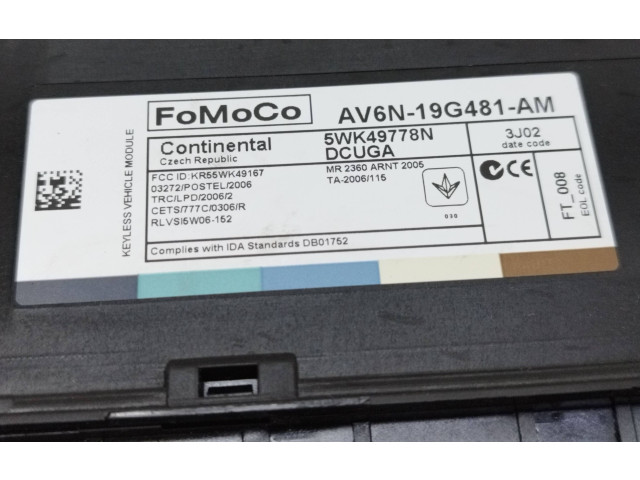 KEYLESS VEHICLE MODULE
FoMoCo AV6N-19G481-AM
Continental
Czech Republic
5WK49778N
DCUGA
3J02
date code
FCC ID:KR55WK49167
03272/POSTEL/2006
TRC/LPD/2006/2
CETS/777C/0306/R
RLVSI5W06-152
MR 2360 ARNT 2005
TA-2006/115
030
FT_008
EOL code
Complies with IDA Standards DB01752